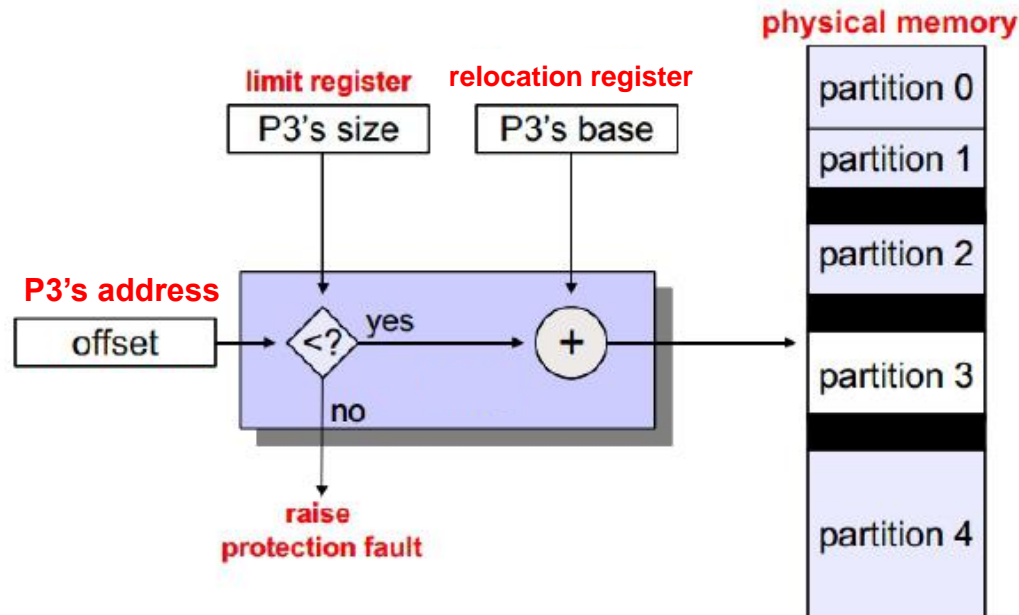 physical memory
limit register
relocation register
P3's size
P3's base
partition 0
partition 1
partition 2
P3's address
offset
<?
yes
+
no
partition 3
raise
protection fault
partition 4